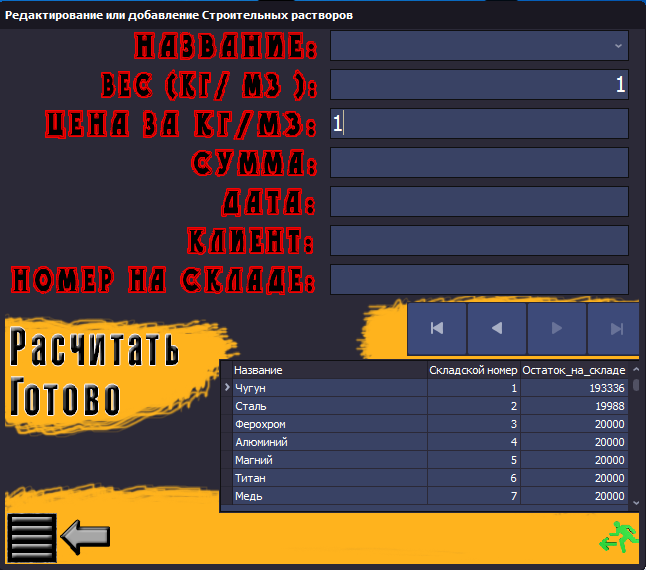 Редактирование или добавление Строительных растворов
НАЗВАНИЕ:
ВЕС (КГ/ М3 ): 1
ЦЕНА ЗА КГ/М3: 1
СУММА:
ДАТА:
КЛИЕНТ:
НОМЕР НА СКЛАДЕ:
Расчитать
Готово
Название Складской номер Остаток_на_складе
Чугун 1 193336
Сталь 2 19988
Ферохром 3 20000
Алюминий 4 20000
Магний 5 20000
Титан 6 20000
Медь 7 20000